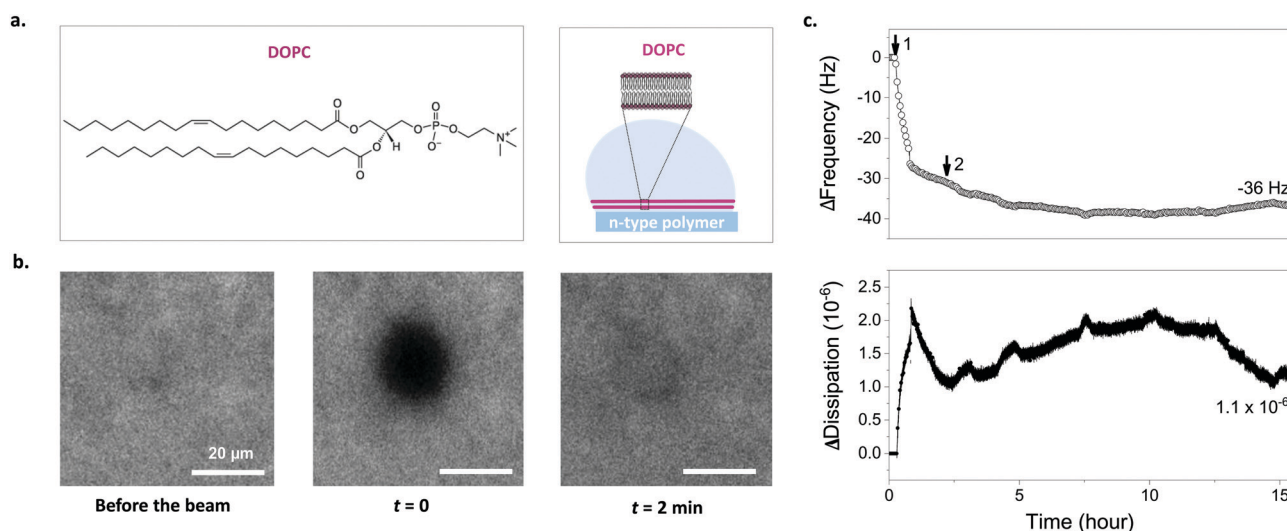 a.
DOPC
O
O
O
O
H
O
P
O
O⁻
O
N⁺
DOPC
n-type polymer
b.
20 µm
Before the beam
t = 0
t = 2 min
c.
1
2
-36 Hz
0
-10
-20
-30
-40
ΔFrequency (Hz)
2.5
2.0
1.5
1.0
0.5
0.0
ΔDissipation (10⁻⁶)
1.1 x 10⁻⁶
0 5 10 15
Time (hour)